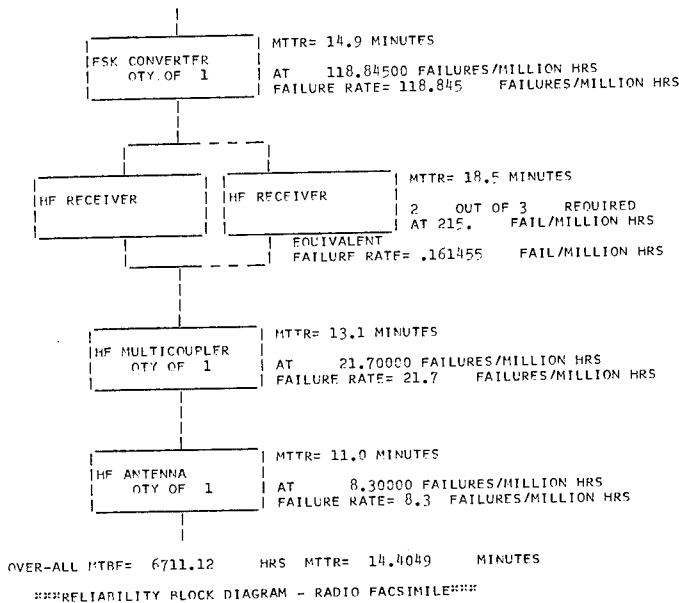 MTTR= 14.9 MINUTES
FSK CONVERTER
QTY OF 1
AT 118.84500 FAILURES/MILLION HRS
FAILURE RATE= 118.845 FAILURES/MILLION HRS
HF RECEIVER
HF RECEIVER
MTTR= 18.5 MINUTES
2 OUT OF 3 REQUIRED
AT 215. FAIL/MILLION HRS
EQUIVALENT
FAILURE RATE= .161455 FAIL/MILLION HRS
MTTR= 13.1 MINUTES
HF MULTICOUPLER
QTY OF 1
AT 21.70000 FAILURES/MILLION HRS
FAILURE RATE= 21.7 FAILURES/MILLION HRS
MTTR= 11.0 MINUTES
HF ANTENNA
QTY OF 1
AT 8.30000 FAILURES/MILLION HRS
FAILURE RATE= 8.3 FAILURES/MILLION HRS
OVER-ALL MTBF= 6711.12 HRS MTTR= 14.4049 MINUTES
***RELIABILITY BLOCK DIAGRAM - RADIO FACSIMILE***